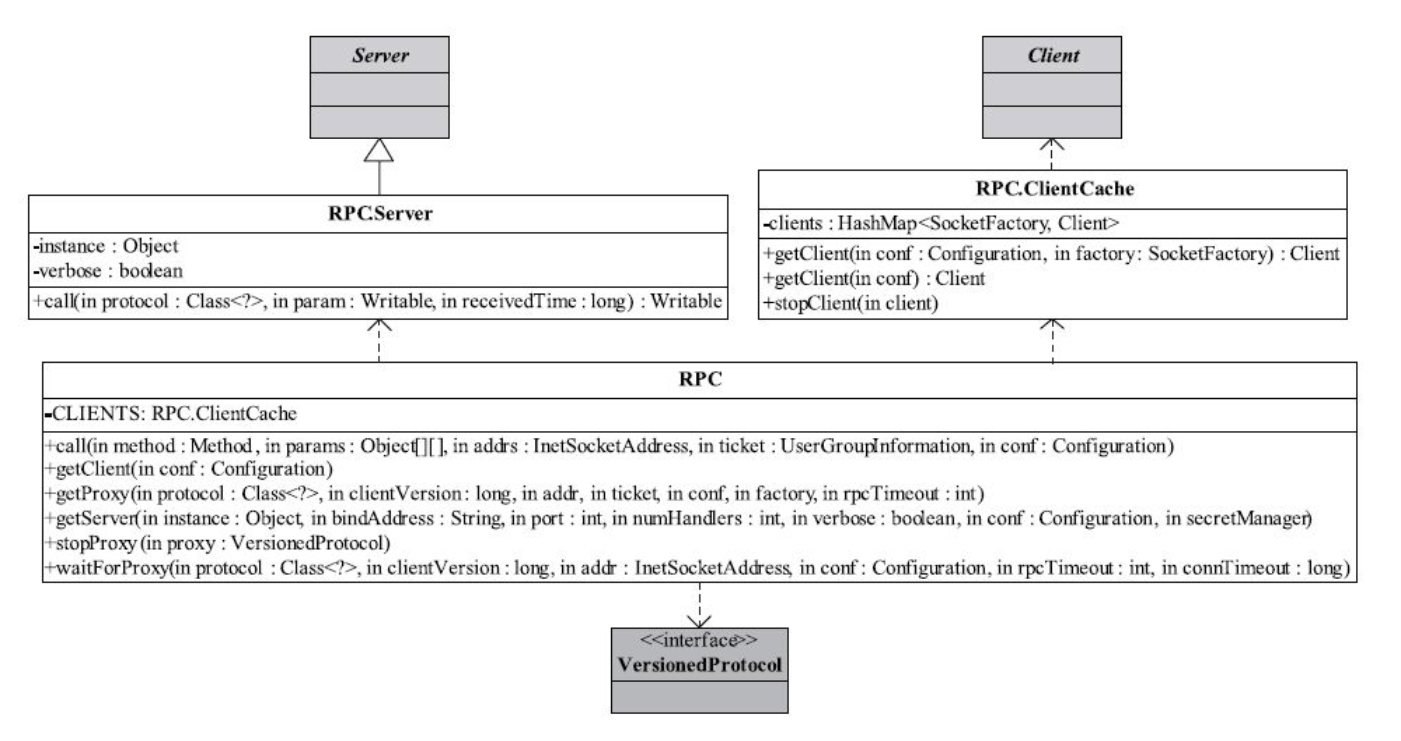 Server
Client
RPC.Server
-instance : Object
-verbose : boolean
+call(in protocol : Class<?>, in param : Writable, in receivedTime : long) : Writable
RPC.ClientCache
-clients : HashMap<SocketFactory, Client>
+getClient(in conf : Configuration, in factory: SocketFactory) : Client
+getClient(in conf) : Client
+stopClient(in client)
RPC
-CLIENTS: RPC.ClientCache
+call(in method : Method, in params : Object[][], in addrs : InetSocketAddress, in ticket : UserGroupInformation, in conf : Configuration)
+getClient(in conf : Configuration)
+getProxy(in protocol : Class<?>, in clientVersion : long, in addr, in ticket, in conf, in factory, in rpcTimeout : int)
+getServer(in instance : Object, in bindAddress : String, in port : int, in numHandlers : int, in verbose : boolean, in conf : Configuration, in secretManager)
+stopProxy(in proxy : VersionedProtocol)
+waitForProxy(in protocol : Class<?>, in clientVersion : long, in addr : InetSocketAddress, in conf : Configuration, in rpcTimeout : int, in connTimeout : long)
<<interface>>
VersionedProtocol